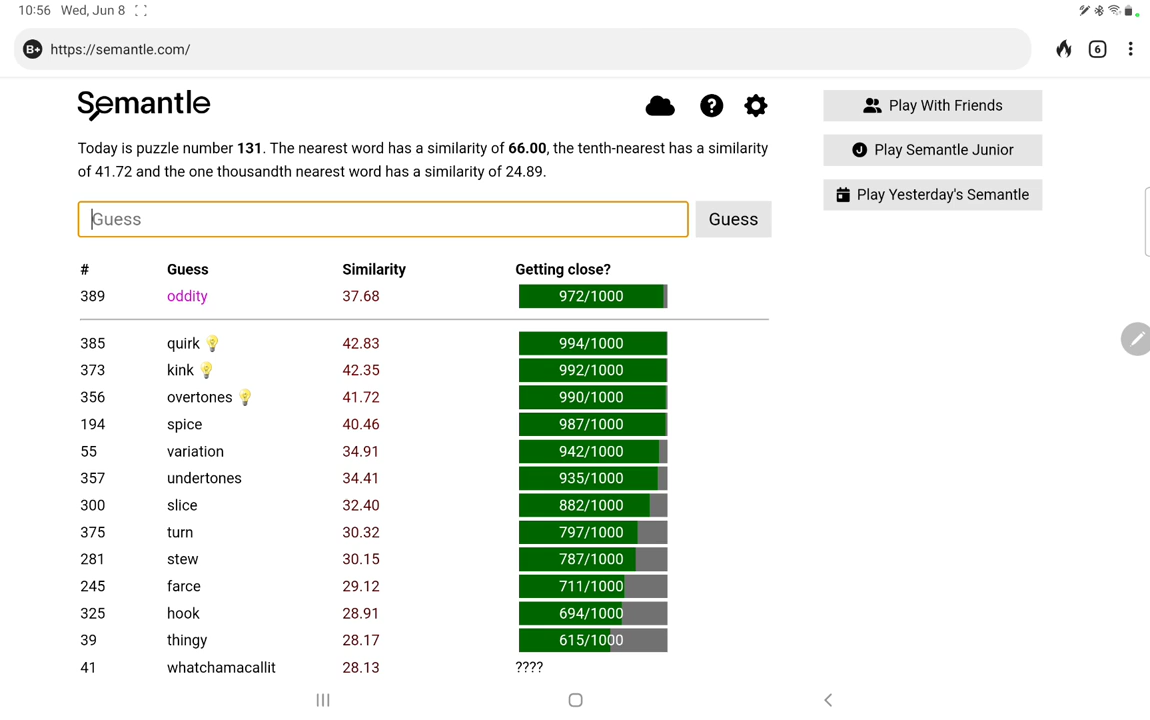 10:56 Wed, Jun 8
B+ https://semantle.com/ 6
Semantle
Play With Friends
Today is puzzle number 131. The nearest word has a similarity of 66.00, the tenth-nearest has a similarity
of 41.72 and the one thousandth nearest word has a similarity of 24.89.
J Play Semantle Junior
Play Yesterday's Semantle
Guess Guess
# Guess Similarity Getting close?
389 oddity 37.68 972/1000
385 quirk 42.83 994/1000
373 kink 42.35 992/1000
356 overtones 41.72 990/1000
194 spice 40.46 987/1000
55 variation 34.91 942/1000
357 undertones 34.41 935/1000
300 slice 32.40 882/1000
375 turn 30.32 797/1000
281 stew 30.15 787/1000
245 farce 29.12 711/1000
325 hook 28.91 694/1000
39 thingy 28.17 615/1000
41 whatchamacallit 28.13 ????